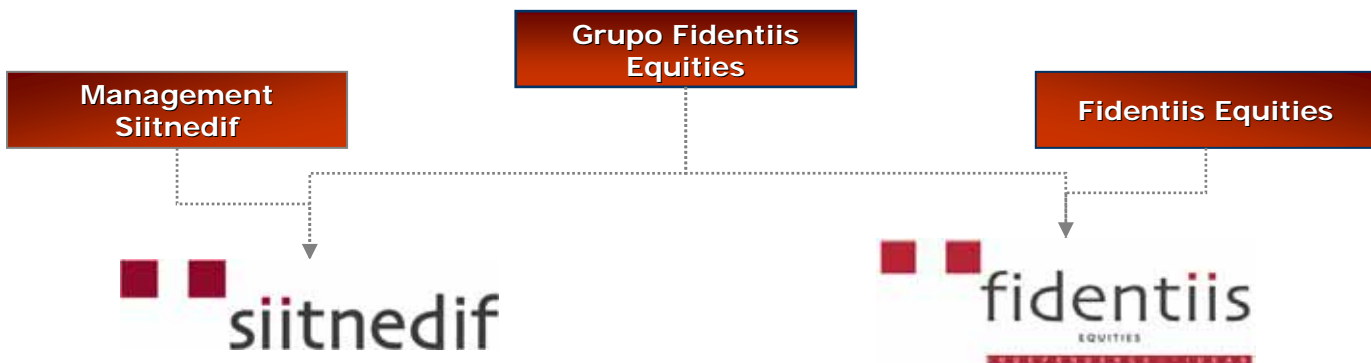 Grupo Fidentiis
Equities
Management
Siitnedif
Fidentiis Equities
siitnedif
fidentiis
EQUITIES